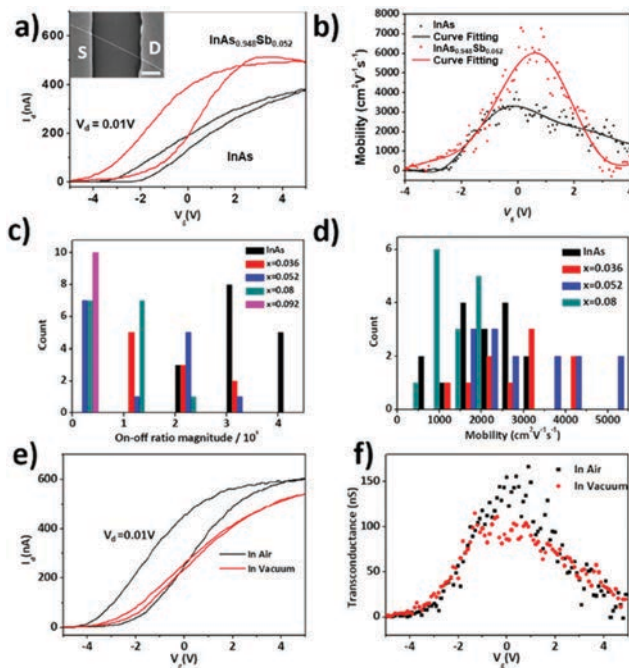 a)
S
D
InAs0.948Sb0.052
Vd = 0.01V
InAs
Id(nA)
600
400
200
0
-4 -2 0 2 4
Vg(V)
b)
InAs
Curve Fitting
InAs0.948Sb0.052
Curve Fitting
Mobility (cm2V-1s-1)
8000
7000
6000
5000
4000
3000
2000
1000
0
-4 -2 0 2 4
Vg(V)
c)
InAs
x=0.036
x=0.052
x=0.08
x=0.092
Count
10
8
6
4
2
0
0 1 2 3 4
On-off ratio magnitude / 10
d)
InAs
x=0.036
x=0.052
x=0.08
Count
6
4
2
0
0 1000 2000 3000 4000 5000
Mobility (cm2V-1s-1)
e)
Vd=0.01V
In Air
In Vacuum
Id(nA)
600
400
200
0
-4 -2 0 2 4
Vg(V)
f)
In Air
In Vacuum
Transconductance (nS)
150
100
50
0
-4 -2 0 2 4
Vg(V)